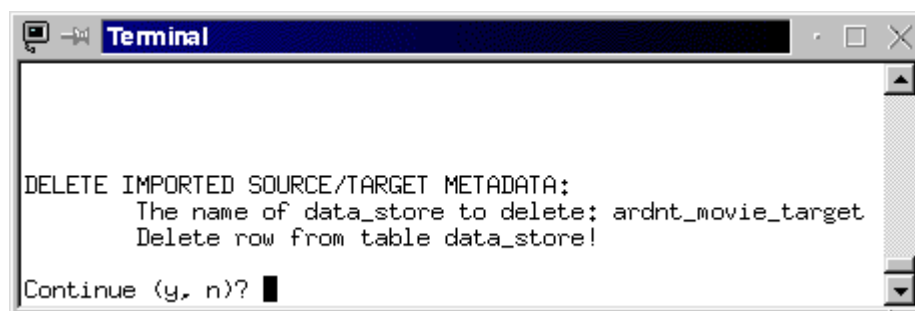 Terminal
DELETE IMPORTED SOURCE/TARGET METADATA:
The name of data_store to delete: ardnt_movie_target
Delete row from table data_store!
Continue (y, n)?